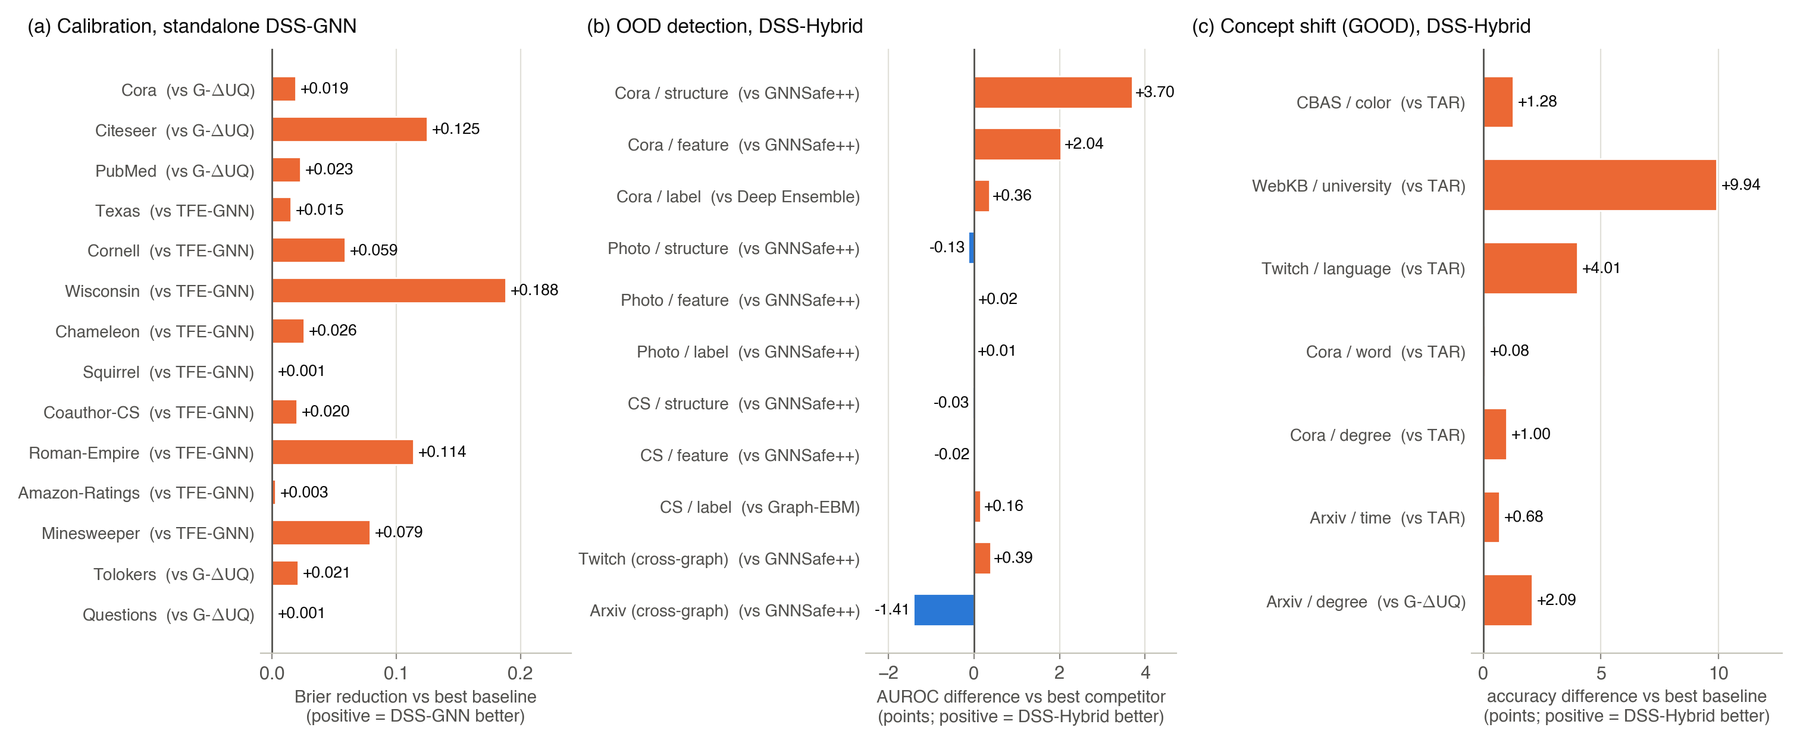 (a) Calibration, standalone DSS-GNN
Cora (vs G-ΔUQ)
+0.019
Citeseer (vs G-ΔUQ)
+0.125
PubMed (vs G-ΔUQ)
+0.023
Texas (vs TFE-GNN)
+0.015
Cornell (vs TFE-GNN)
+0.059
Wisconsin (vs TFE-GNN)
+0.188
Chameleon (vs TFE-GNN)
+0.026
Squirrel (vs TFE-GNN)
+0.001
Coauthor-CS (vs TFE-GNN)
+0.020
Roman-Empire (vs TFE-GNN)
+0.114
Amazon-Ratings (vs TFE-GNN)
+0.003
Minesweeper (vs TFE-GNN)
+0.079
Tolokers (vs G-ΔUQ)
+0.021
Questions (vs G-ΔUQ)
+0.001
0.0 0.1 0.2
Brier reduction vs best baseline
(positive = DSS-GNN better)
(b) OOD detection, DSS-Hybrid
Cora / structure (vs GNNSafe++)
+3.70
Cora / feature (vs GNNSafe++)
+2.04
Cora / label (vs Deep Ensemble)
+0.36
Photo / structure (vs GNNSafe++)
-0.13
Photo / feature (vs GNNSafe++)
+0.02
Photo / label (vs GNNSafe++)
+0.01
CS / structure (vs GNNSafe++)
-0.03
CS / feature (vs GNNSafe++)
-0.02
CS / label (vs Graph-EBM)
+0.16
Twitch (cross-graph) (vs GNNSafe++)
+0.39
Arxiv (cross-graph) (vs GNNSafe++)
-1.41
−2 0 2 4
AUROC difference vs best competitor
(points; positive = DSS-Hybrid better)
(c) Concept shift (GOOD), DSS-Hybrid
CBAS / color (vs TAR)
+1.28
WebKB / university (vs TAR)
+9.94
Twitch / language (vs TAR)
+4.01
Cora / word (vs TAR)
+0.08
Cora / degree (vs TAR)
+1.00
Arxiv / time (vs TAR)
+0.68
Arxiv / degree (vs G-ΔUQ)
+2.09
0 5 10
accuracy difference vs best baseline
(points; positive = DSS-Hybrid better)